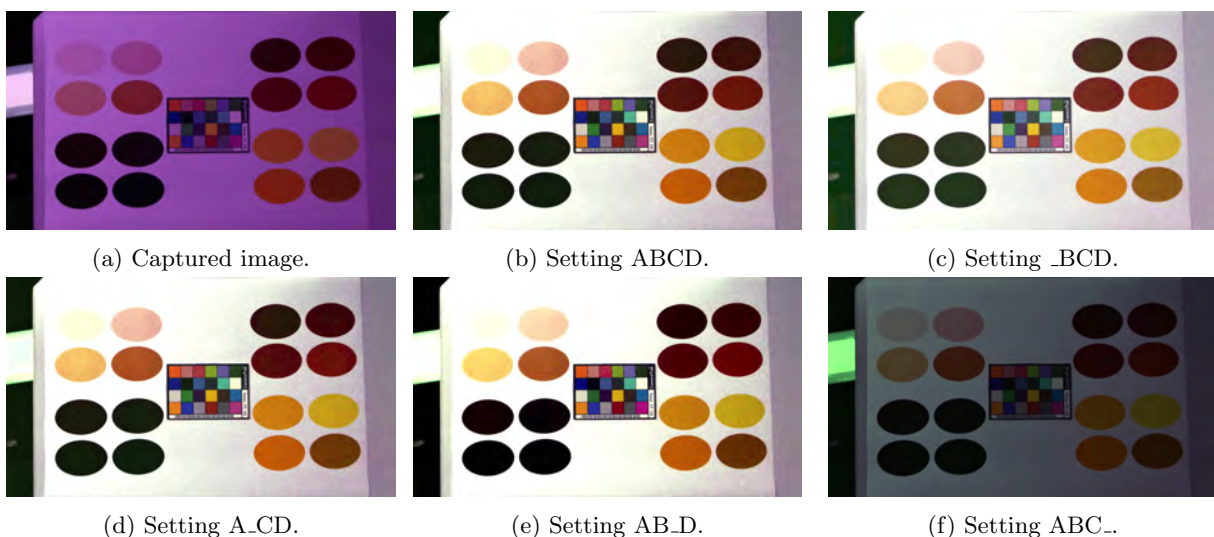 (a) Captured image.
(b) Setting ABCD.
(c) Setting _BCD.
(d) Setting A_CD.
(e) Setting AB_D.
(f) Setting ABC_.